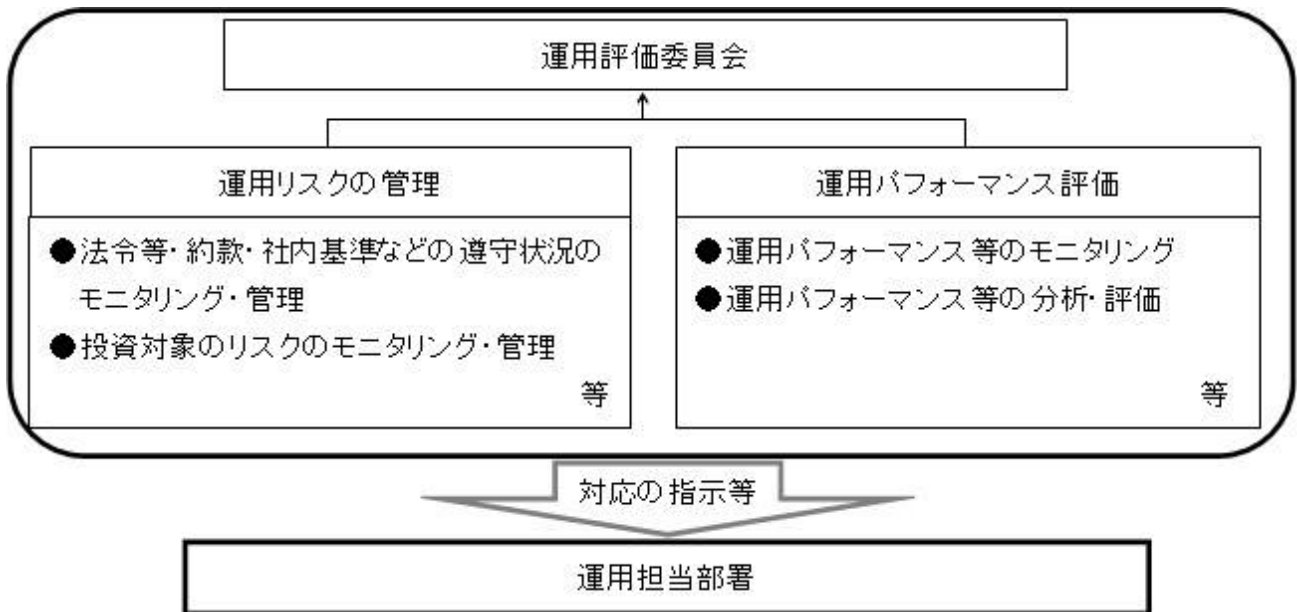 運用評価委員会
運用リスクの管理
●法令等・約款・社内基準などの遵守状況の
モニタリング・管理
●投資対象のリスクのモニタリング・管理
等
運用パフォーマンス評価
●運用パフォーマンス等のモニタリング
●運用パフォーマンス等の分析・評価
等
対応の指示等
運用担当部署